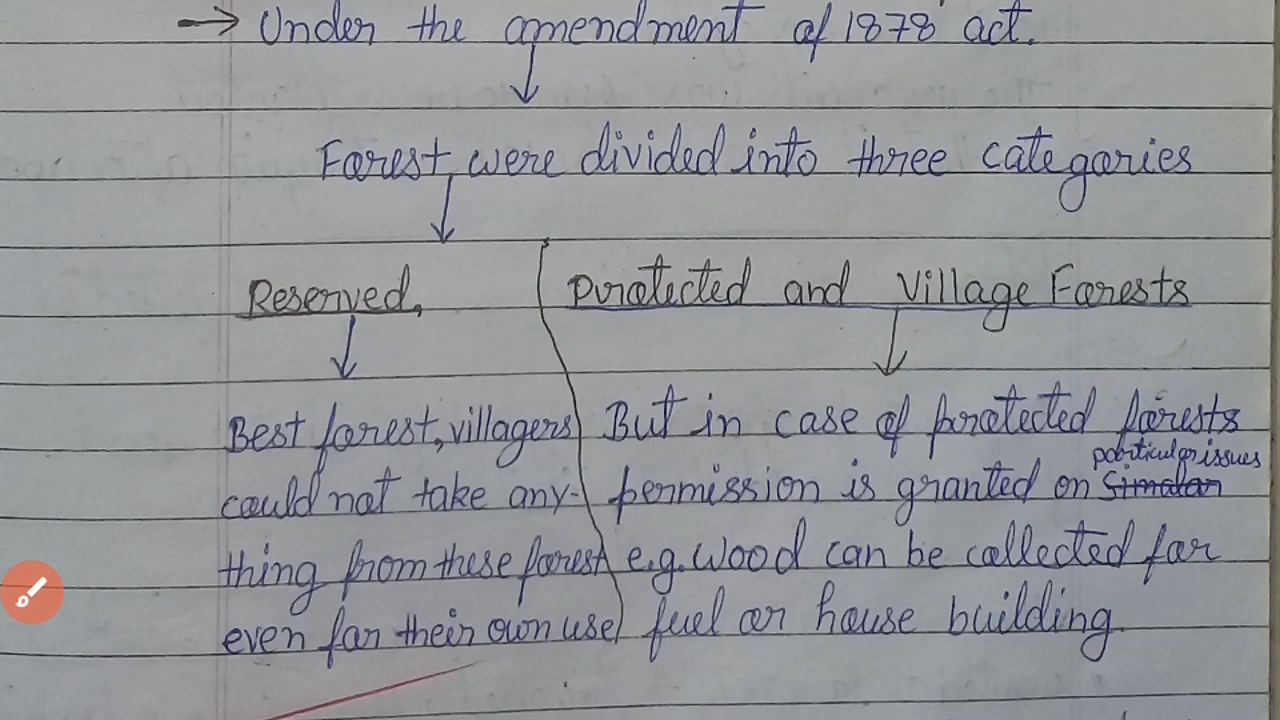 → Under the amendment of 1878 act.
Forest were divided into three categories
Reserved,
Protected and Village Forests
Best forest, villagers
could not take any-
thing from these forest
even for their own use
But in case of protected forests
particular issues
permission is granted on Similar
e.g. wood can be collected for
fuel or house building